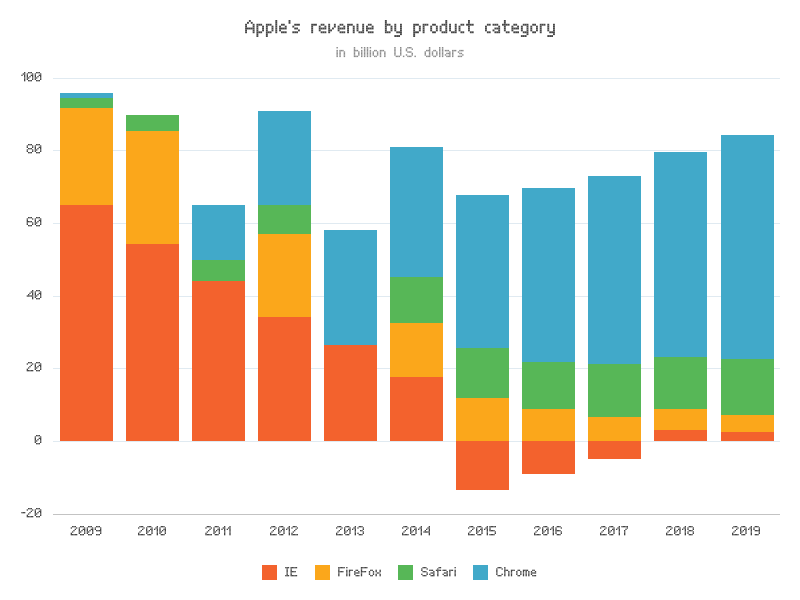 Apple's revenue by product category
in billion U.S. dollars
100
80
60
40
20
0
-20
2009 2010 2011 2012 2013 2014 2015 2016 2017 2018 2019
IE FireFox Safari Chrome